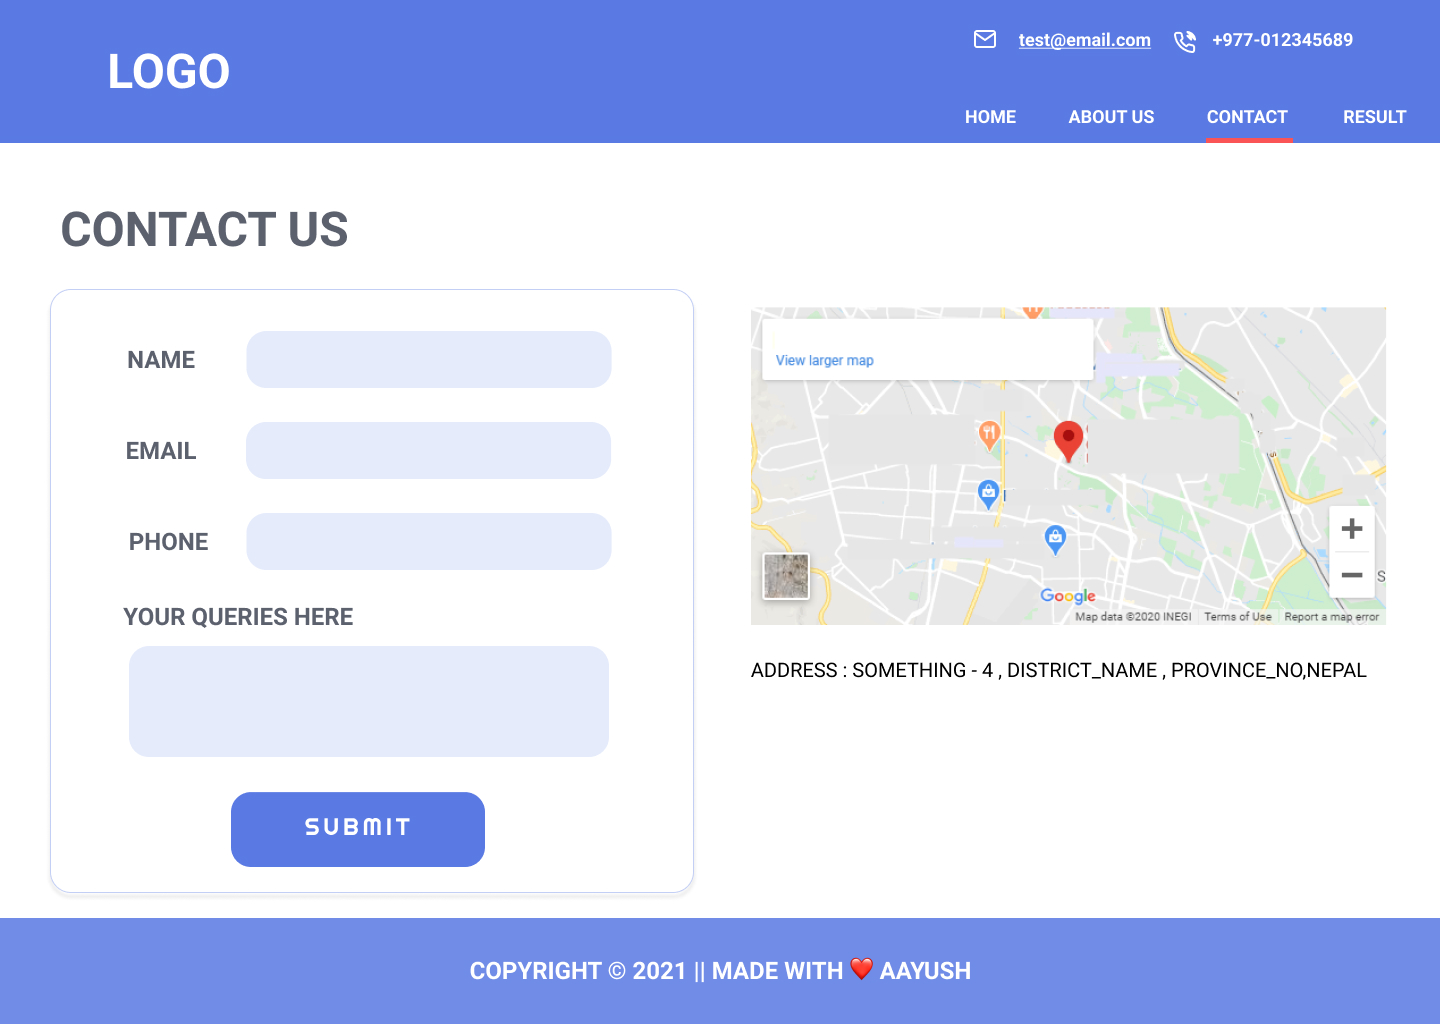 LOGO
test@email.com
+977-012345689
HOME
ABOUT US
CONTACT
RESULT
CONTACT US
NAME
EMAIL
PHONE
YOUR QUERIES HERE
SUBMIT
View larger map
S
Google
Map data ©2020 INEGI
Terms of Use
Report a map error
ADDRESS : SOMETHING - 4 , DISTRICT_NAME , PROVINCE_NO,NEPAL
COPYRIGHT © 2021 || MADE WITH ❤️ AAYUSH